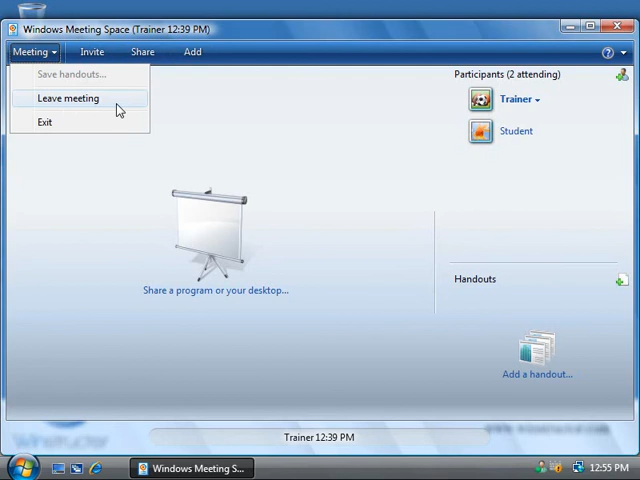 Windows Meeting Space (Trainer 12:39 PM)
Meeting Invite Share Add
Save handouts...
Leave meeting
Exit
Participants (2 attending)
Trainer
Student
Share a program or your desktop...
Handouts
Add a handout...
Trainer 12:39 PM
Windows Meeting S...
12:55 PM